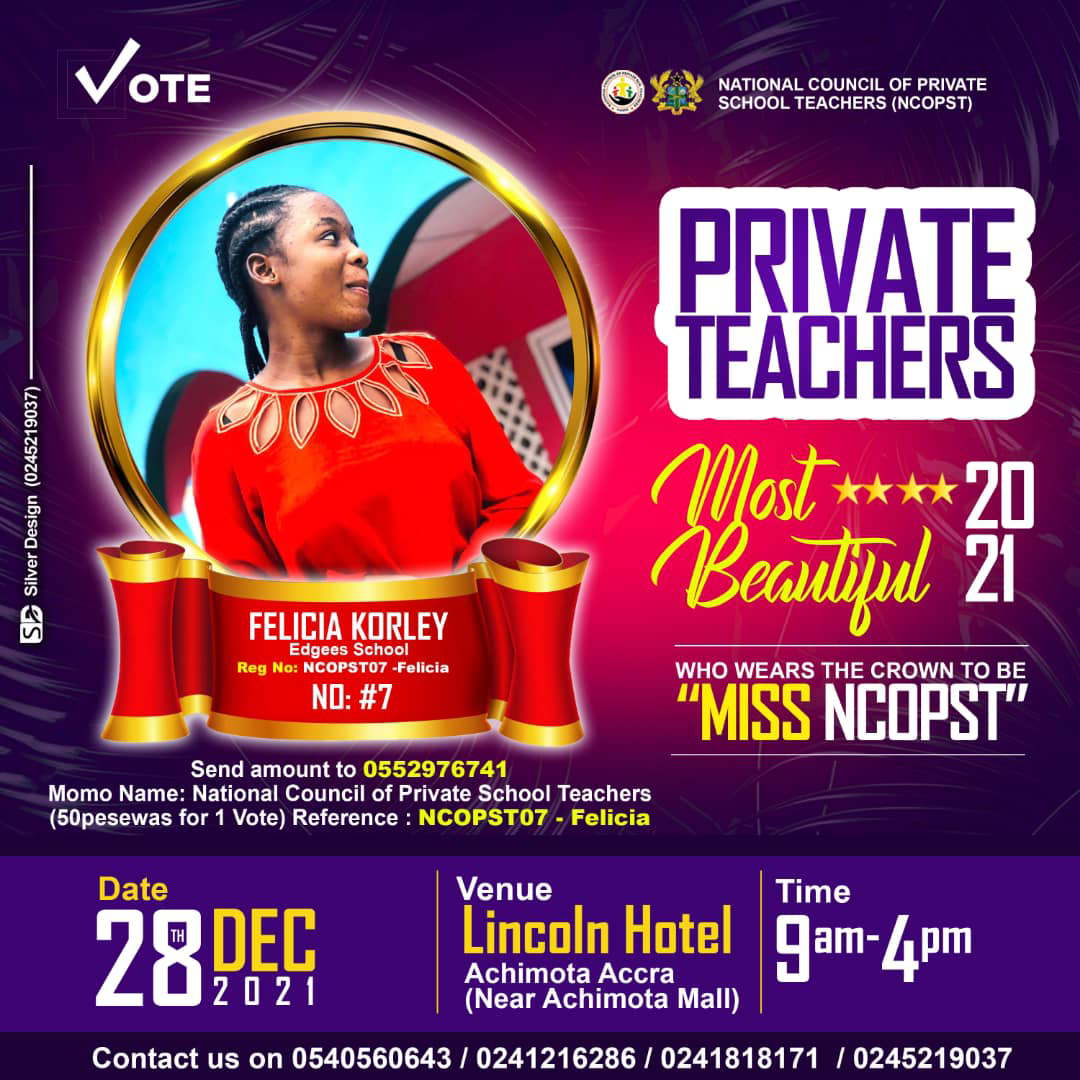 VOTE
NATIONAL COUNCIL OF PRIVATE
SCHOOL TEACHERS (NCOPST)
PRIVATE
TEACHERS
Most
Beautiful
20
21
WHO WEARS THE CROWN TO BE
“MISS NCOPST”
FELICIA KORLEY
Edgees School
Reg No: NCOPST07 -Felicia
NO: #7
Send amount to 0552976741
Momo Name: National Council of Private School Teachers
(50pesewas for 1 Vote) Reference : NCOPST07 - Felicia
SD Silver Design (0245219037)
Date
28TH DEC
2021
Venue
Lincoln Hotel
Achimota Accra
(Near Achimota Mall)
Time
9am-4pm
Contact us on 0540560643 / 0241216286 / 0241818171 / 0245219037